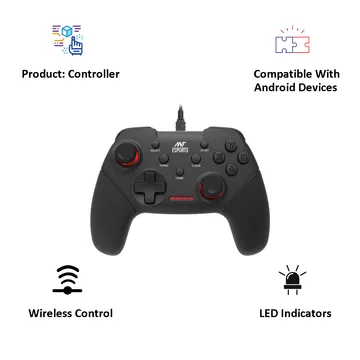 Product: Controller
Compatible With
Android Devices
ANT
ESPORTS
Wireless Control
LED Indicators